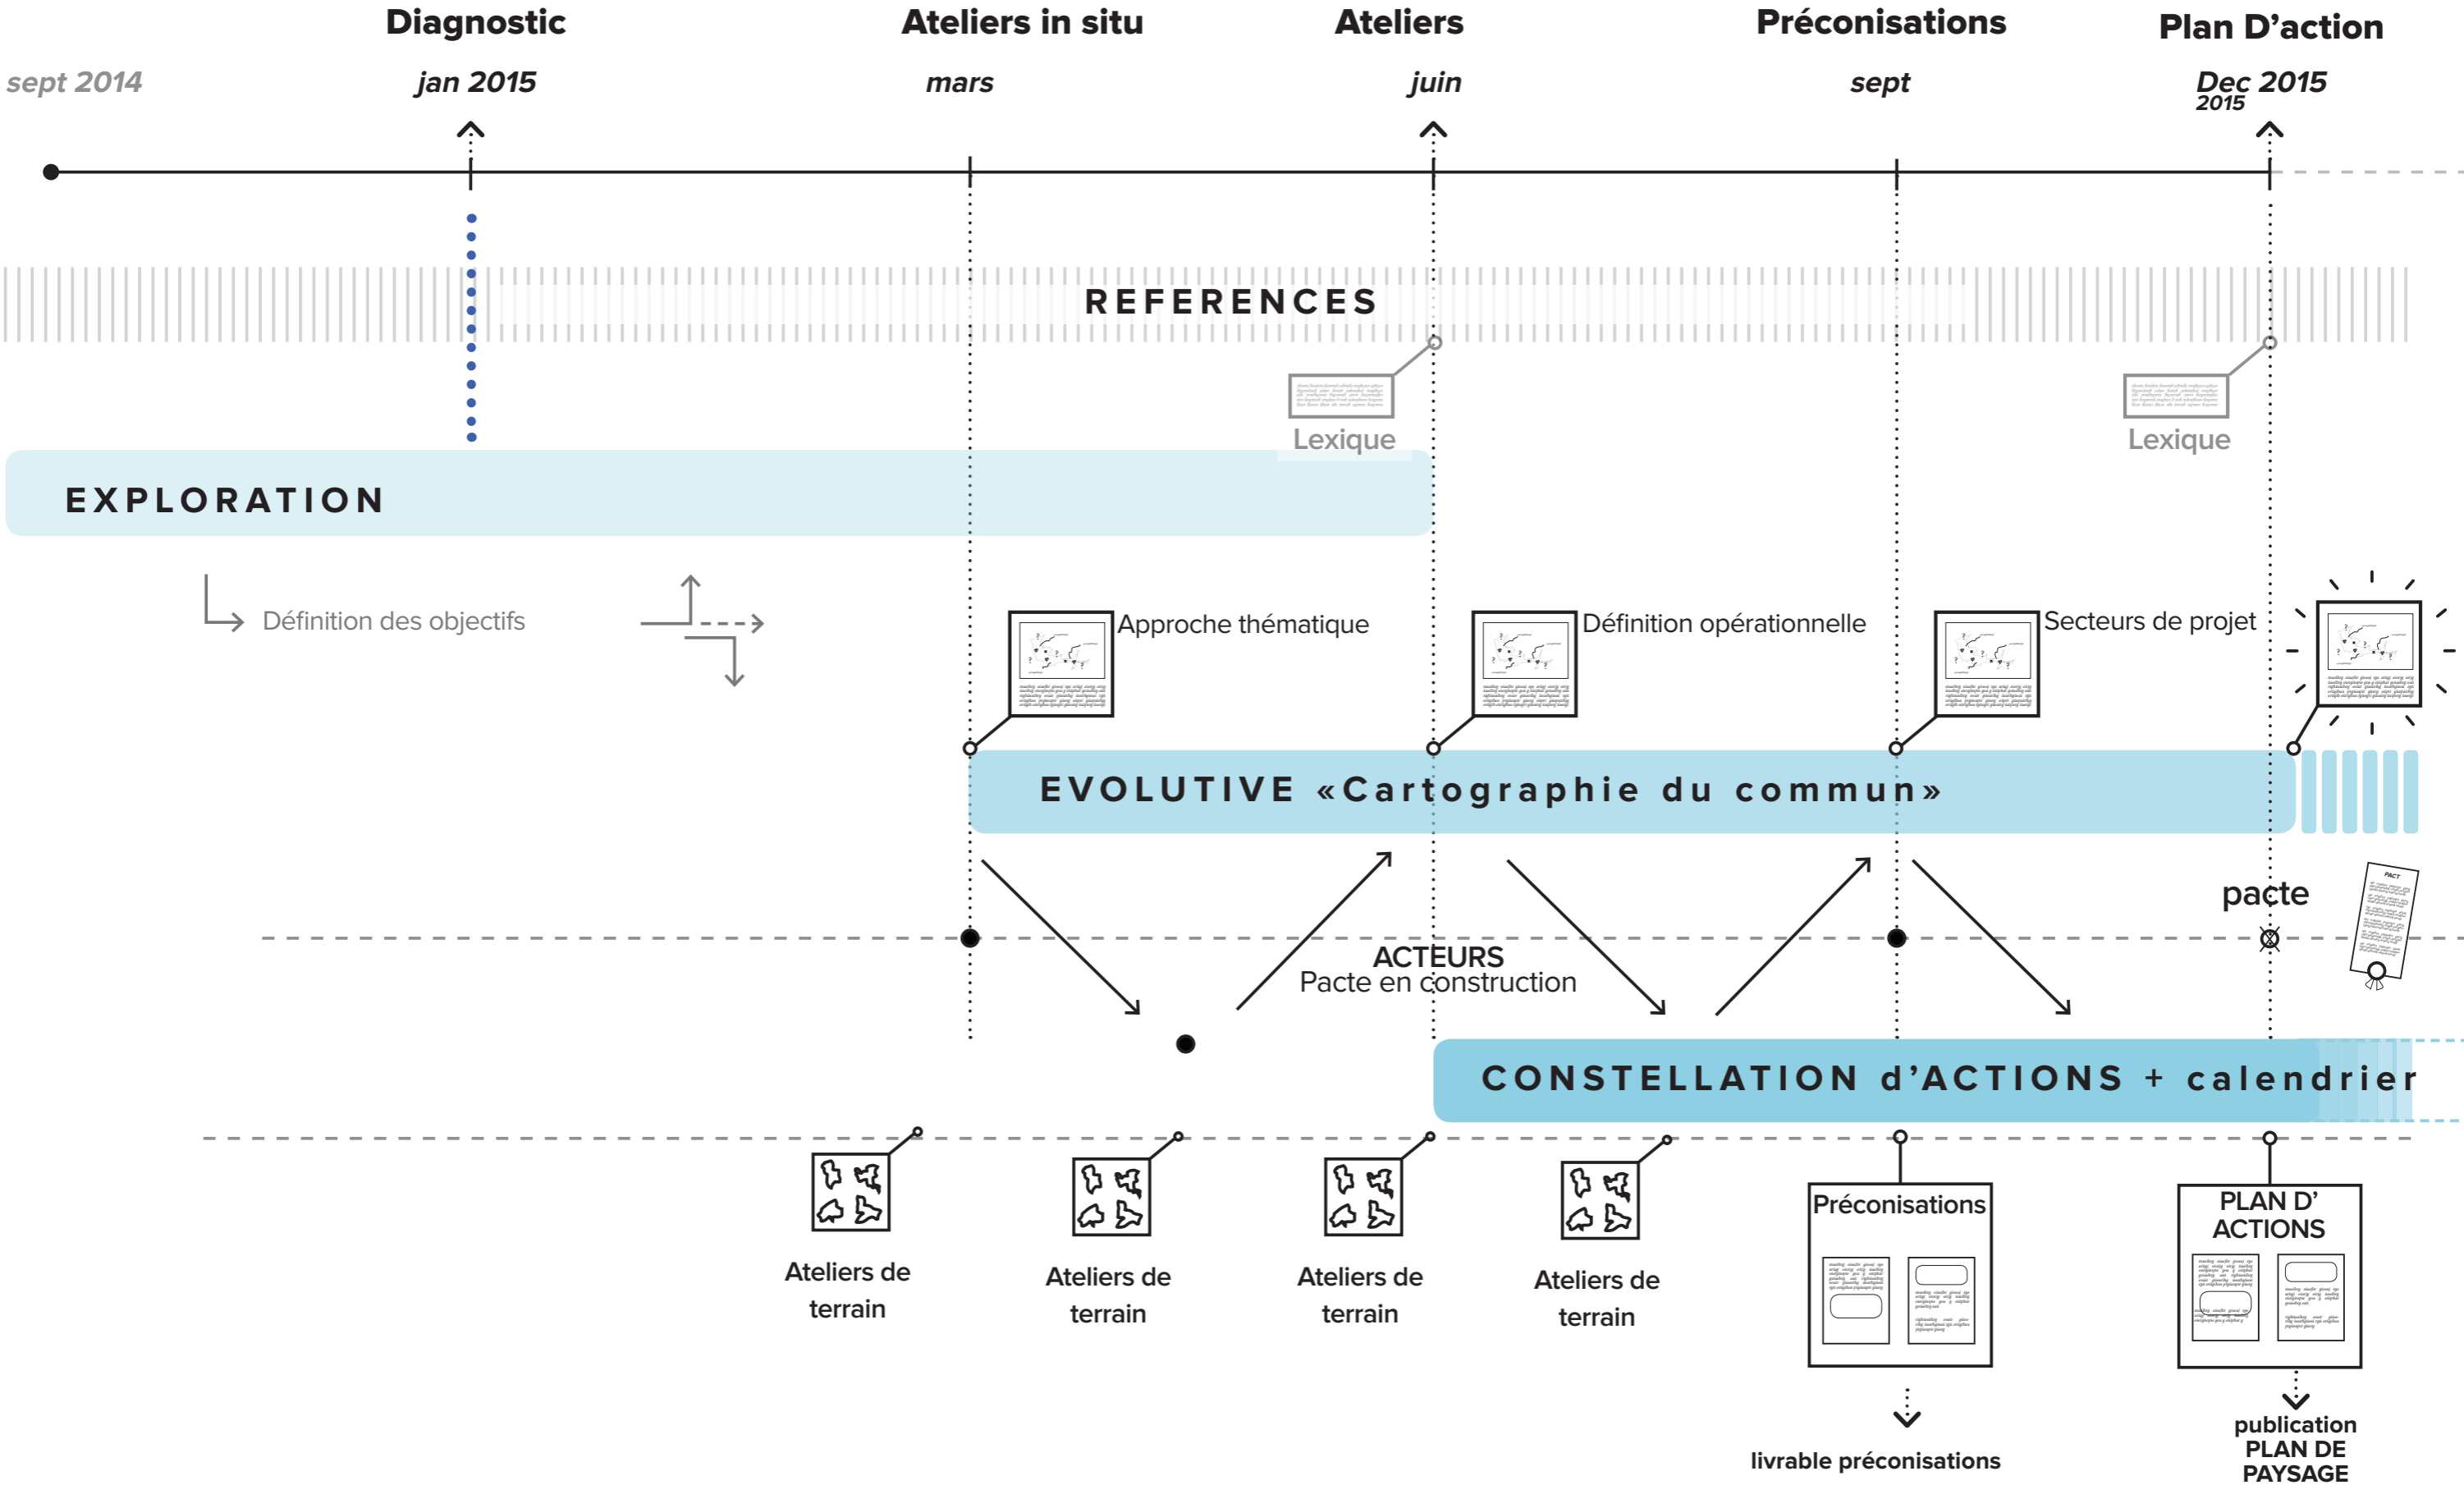 Diagnostic
Ateliers in situ
Ateliers
Préconisations
Plan D’action
sept 2014
jan 2015
mars
juin
sept
Dec 2015
2015
REFERENCES
Lexique
Lexique
EXPLORATION
Définition des objectifs
Approche thématique
Définition opérationnelle
Secteurs de projet
EVOLUTIVE «Cartographie du commun»
pacte
PACT
ACTEURS
Pacte en construction
CONSTELLATION d’ACTIONS + calendrier
Ateliers de
terrain
Ateliers de
terrain
Ateliers de
terrain
Ateliers de
terrain
Préconisations
PLAN D’
ACTIONS
livrable préconisations
publication
PLAN DE
PAYSAGE